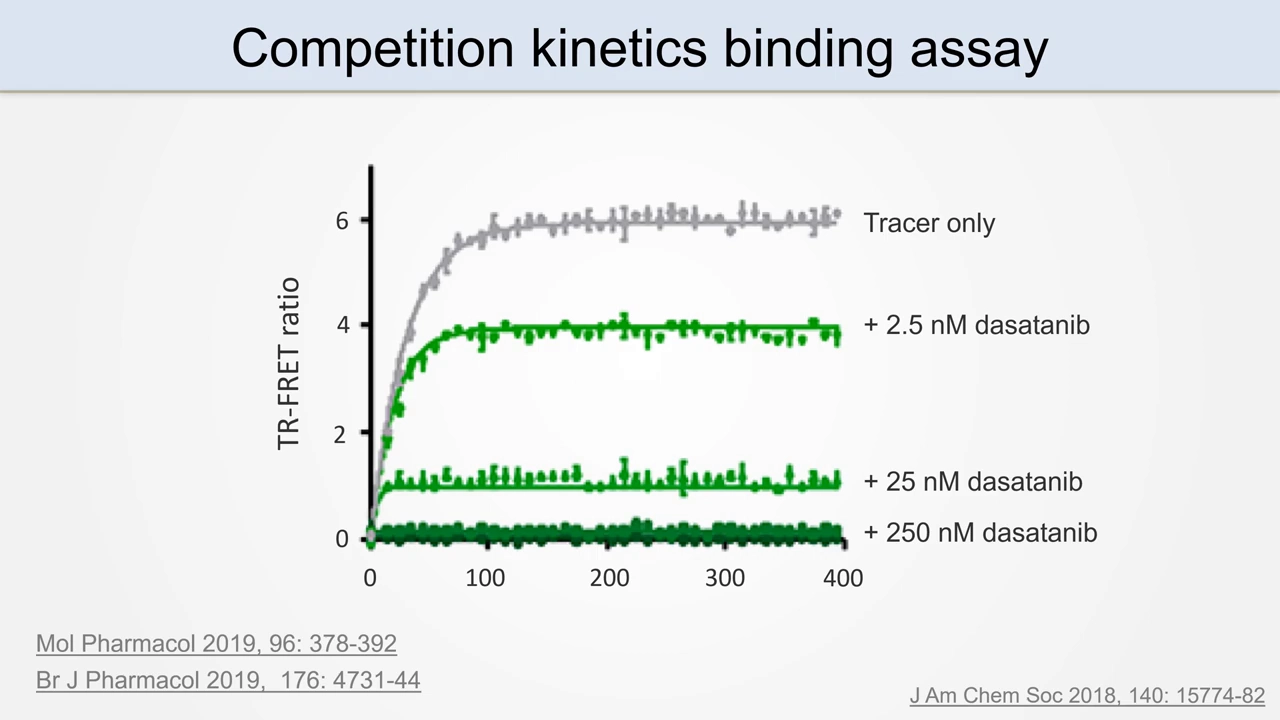 Competition kinetics binding assay
TR-FRET ratio
6
4
2
0
0 100 200 300 400
Tracer only
+ 2.5 nM dasatanib
+ 25 nM dasatanib
+ 250 nM dasatanib
Mol Pharmacol 2019, 96: 378-392
Br J Pharmacol 2019, 176: 4731-44
J Am Chem Soc 2018, 140: 15774-82